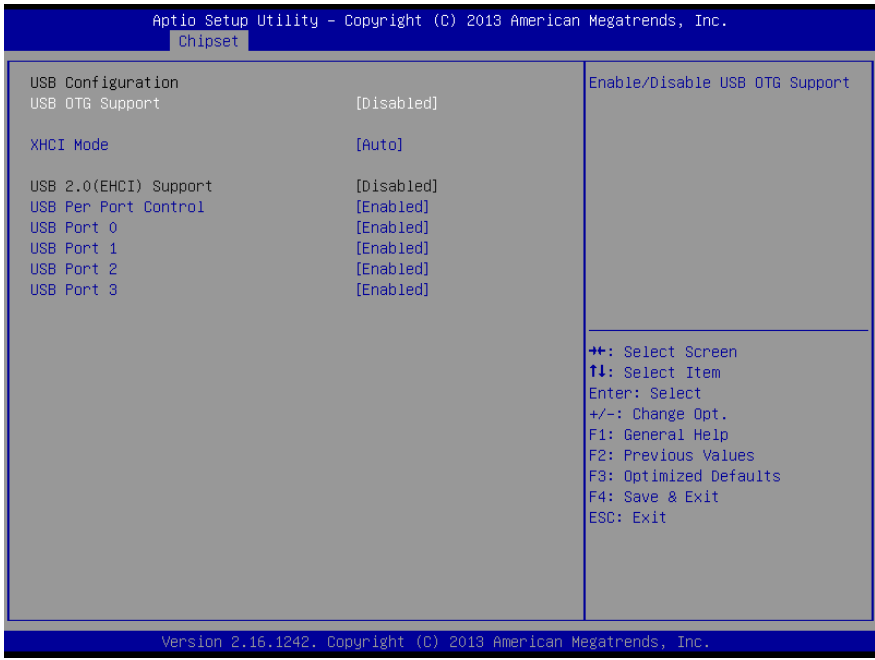 Aptio Setup Utility – Copyright (C) 2013 American Megatrends, Inc.
Chipset
USB Configuration
USB OTG Support [Disabled]
XHCI Mode [Auto]
USB 2.0(EHCI) Support [Disabled]
USB Per Port Control [Enabled]
USB Port 0 [Enabled]
USB Port 1 [Enabled]
USB Port 2 [Enabled]
USB Port 3 [Enabled]
Enable/Disable USB OTG Support
→←: Select Screen
↑↓: Select Item
Enter: Select
+/-: Change Opt.
F1: General Help
F2: Previous Values
F3: Optimized Defaults
F4: Save & Exit
ESC: Exit
Version 2.16.1242. Copyright (C) 2013 American Megatrends, Inc.